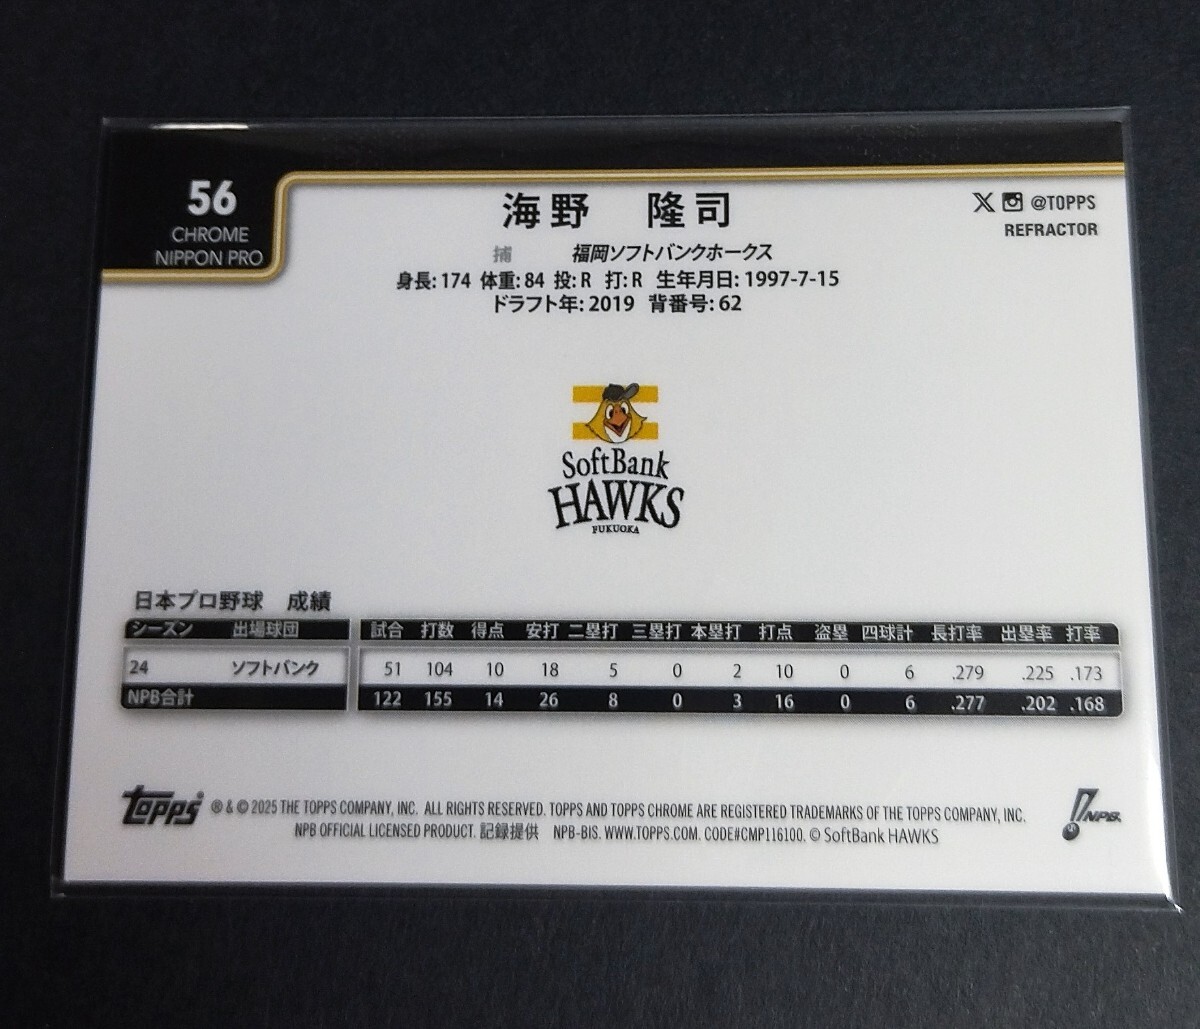 56
CHROME
NIPPON PRO
海野 隆司
@TOPPS
REFRACTOR
捕 福岡ソフトバンクホークス
身長: 174 体重: 84 投: R 打: R 生年月日: 1997-7-15
ドラフト年: 2019 背番号: 62
SoftBank
HAWKS
FUKUOKA
日本プロ野球 成績
シーズン 出場球団 試合 打数 得点 安打 二塁打 三塁打 本塁打 打点 盗塁 四球計 長打率 出塁率 打率
24 ソフトバンク 51 104 10 18 5 0 2 10 0 6 .279 .225 .173
NPB合計 122 155 14 26 8 0 3 16 0 6 .277 .202 .168
Topps ® & © 2025 THE TOPPS COMPANY, INC. ALL RIGHTS RESERVED. TOPPS AND TOPPS CHROME ARE REGISTERED TRADEMARKS OF THE TOPPS COMPANY, INC.
NPB OFFICIAL LICENSED PRODUCT. 記録提供 NPB-BIS. WWW.TOPPS.COM. CODE#CMP116100. © SoftBank HAWKS
NPB